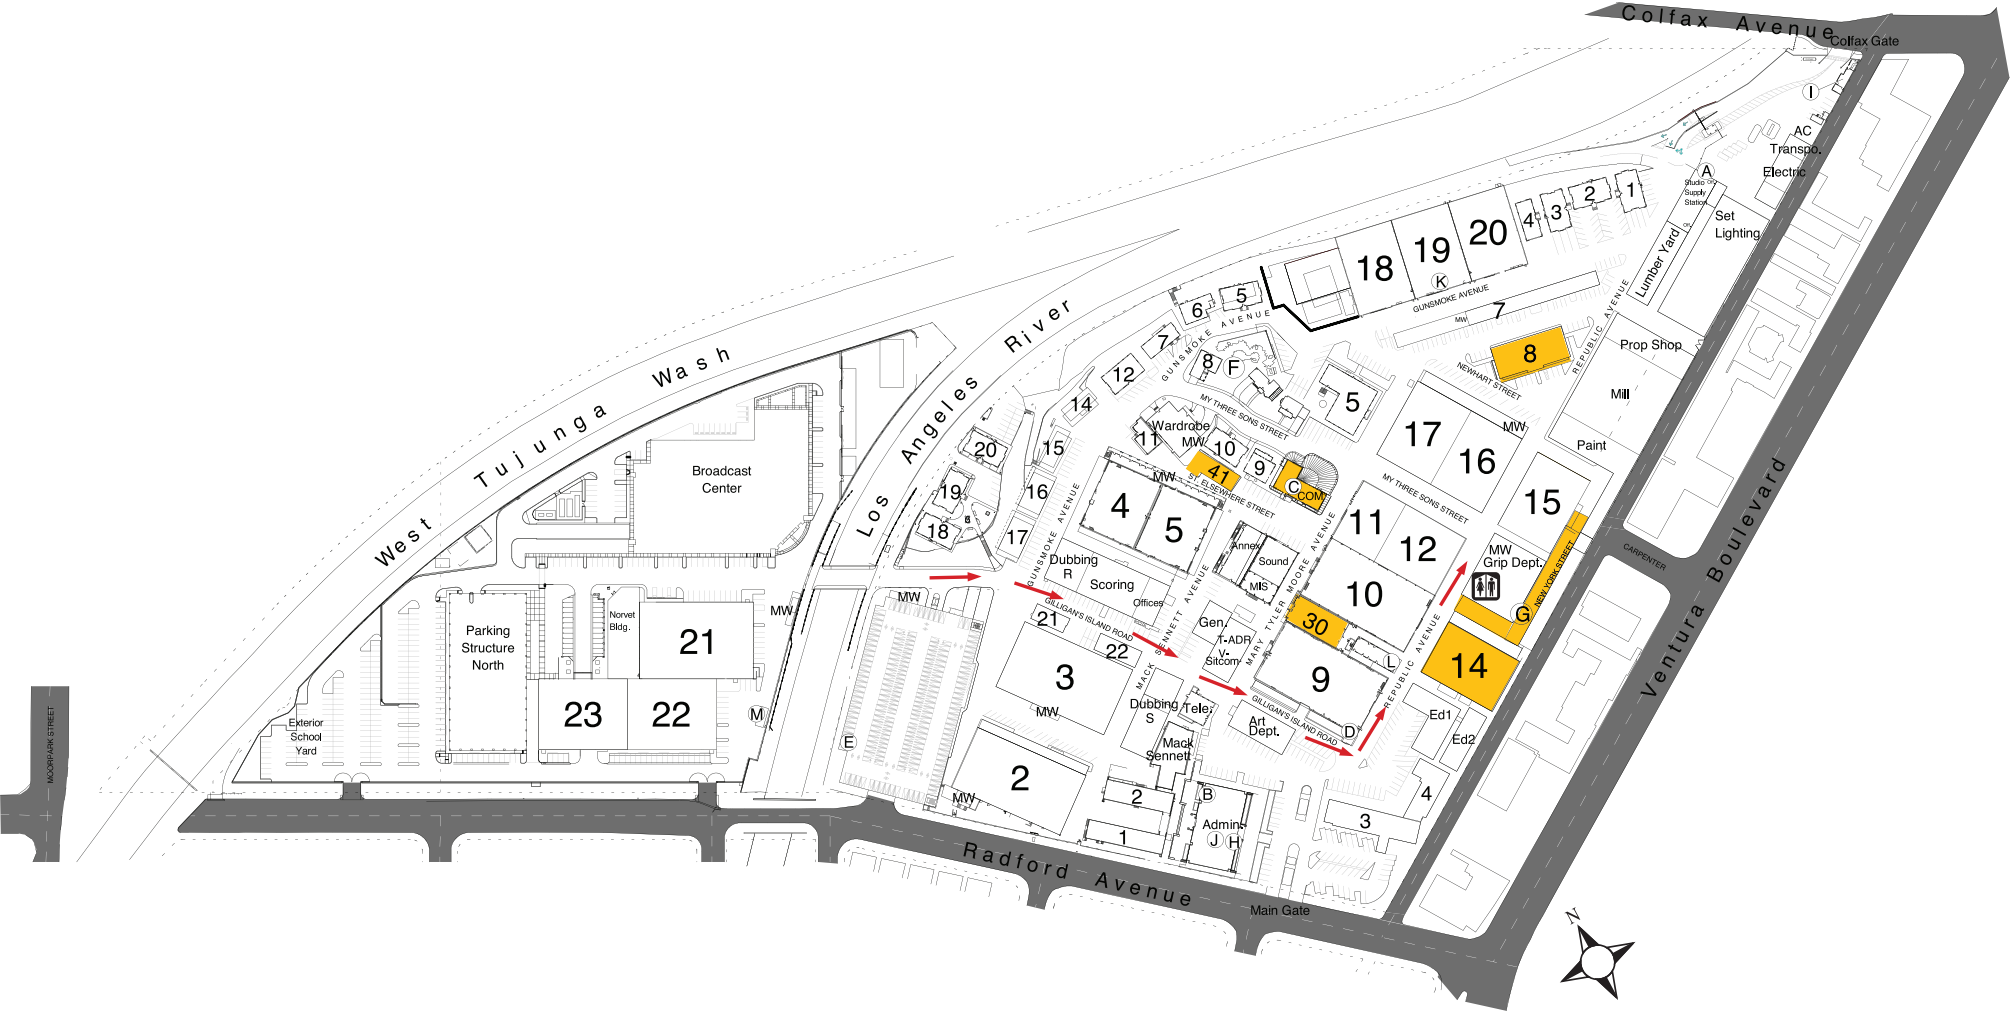 Colfax Avenue
Colfax Gate
I
AC
Transpo.
Electric
A
Studio
Supply
Station
Off.
Off.
Set
Lighting
Lumber Yard
1
2
3
4
20
19
18
K
GUNSMOKE AVENUE
7
MW
REPUBLIC AVENUE
8
NEWHART STREET
Prop Shop
Mill
Paint
5
6
GUNSMOKE AVENUE
7
8
F
12
14
15
16
17
GUNSMOKE AVENUE
MY THREE SONS STREET
5
Wardrobe
MW
11
10
9
41
ST. ELSEWHERE STREET
C
COM
17
16
MW
MY THREE SONS STREET
15
MW
Grip Dept.
NEW YORK STREET
G
CARPENTER
Ventura Boulevard
14
Ed1
Ed2
4
3
11
12
10
30
9
L
D
REPUBLIC AVENUE
MARY TYLER MOORE AVENUE
Annex
Sound
MIS
Gen.
T-ADR
V-
Sitcom
MW
4
5
Dubbing
R
Scoring
Offices
MACK SENNETT AVENUE
GILLIGAN'S ISLAND ROAD
21
22
3
MW
Dubbing
S
Tele.
Mack
Sennett
Art
Dept.
GILLIGAN'S ISLAND ROAD
2
MW
2
1
B
Admin.
J
H
Main Gate
Radford Avenue
N
20
19
18
MW
E
Los Angeles River
West Tujunga Wash
Broadcast
Center
Norvet
Bldg.
21
22
23
MW
M
Parking
Structure
North
Exterior
School
Yard
MOORPARK STREET